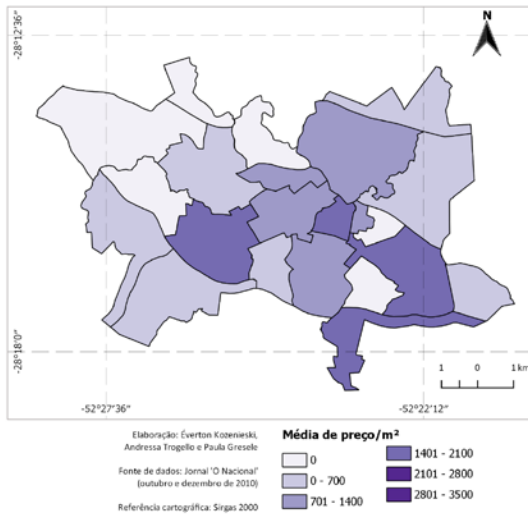 -28°12'36"
N
-28°18'0"
1 0 1 km
-52°27'36"
-52°22'12"
Elaboração: Éverton Kozenieski,
Andressa Trogello e Paula Gresele
Fonte de dados: Jornal 'O Nacional'
(outubro e dezembro de 2010)
Referência cartográfica: Sirgas 2000
Média de preço/m²
0
0 - 700
701 - 1400
1401 - 2100
2101 - 2800
2801 - 3500